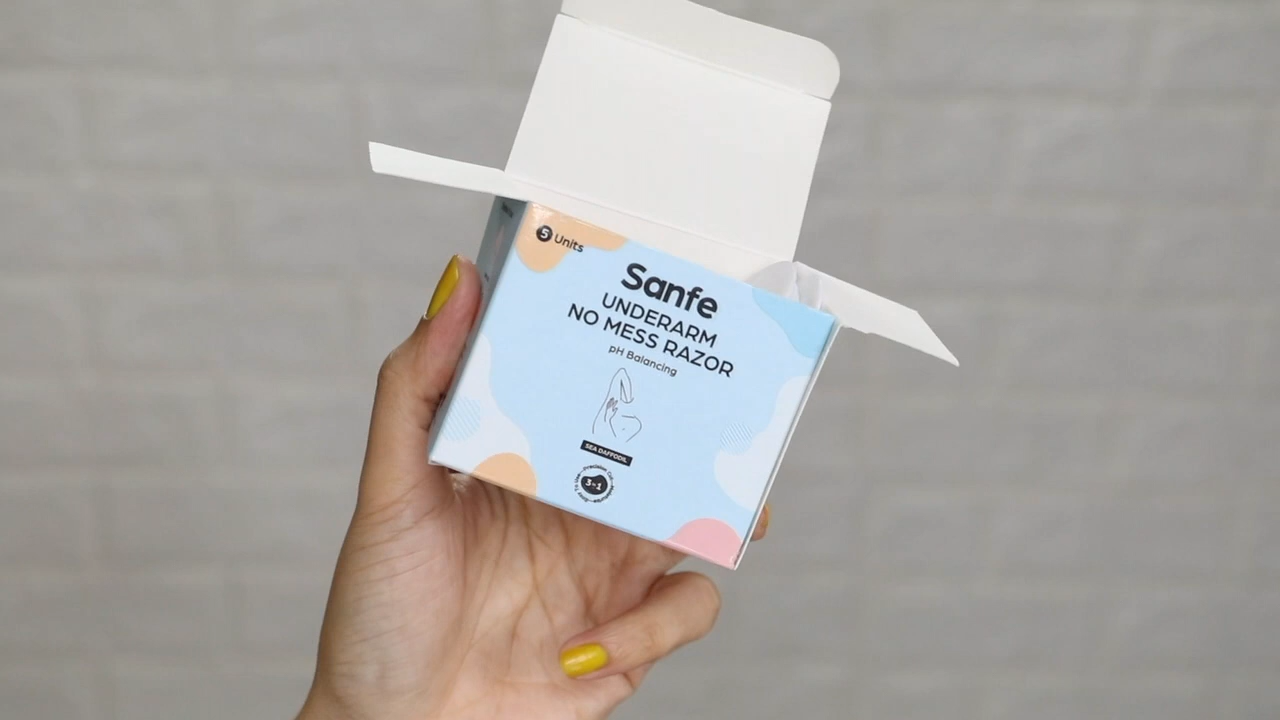 5 Units
Sanfe
UNDERARM
NO MESS RAZOR
pH Balancing
SEA DAFFODIL
3 in 1